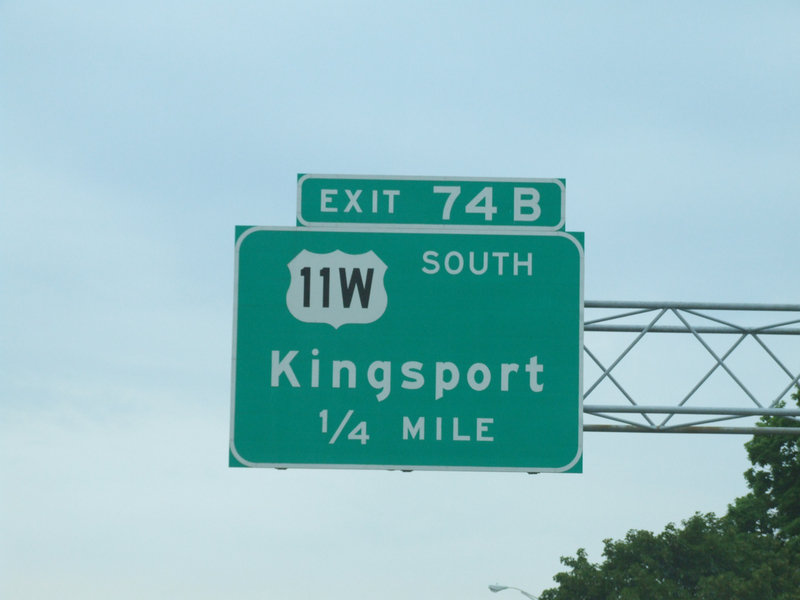 EXIT 74 B
11W SOUTH
Kingsport
1/4 MILE